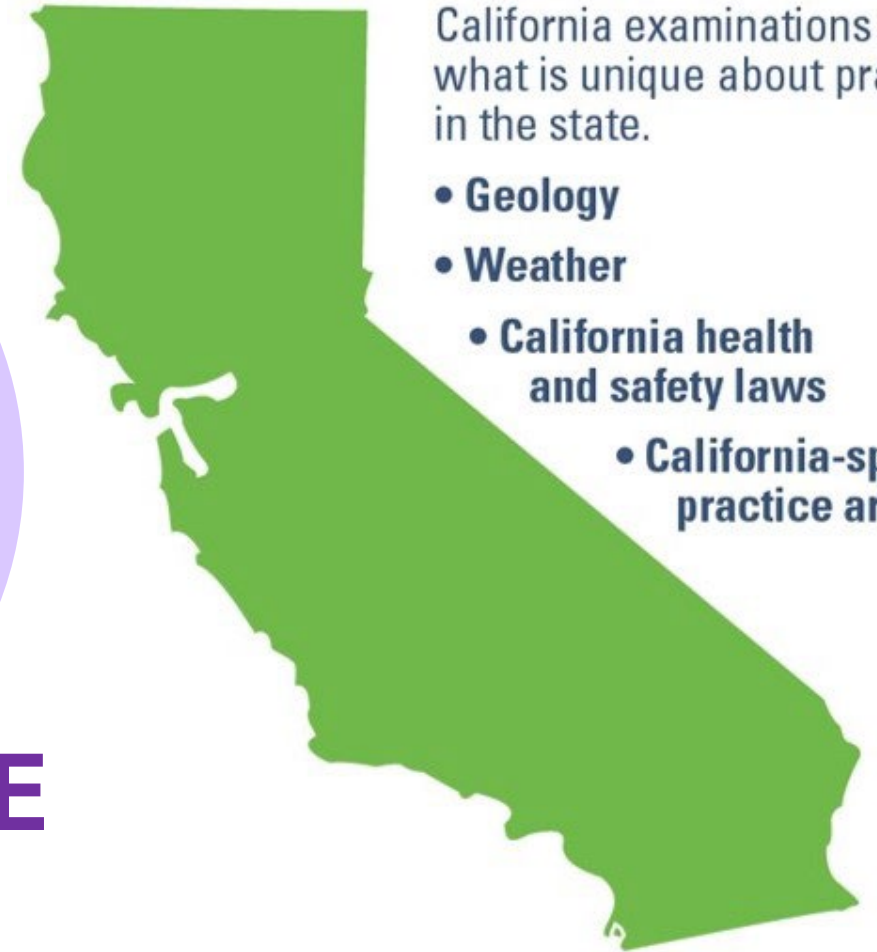 California examinations
what is unique about pra
in the state.
• Geology
• Weather
• California health
and safety laws
• California-sp
practice ar
E